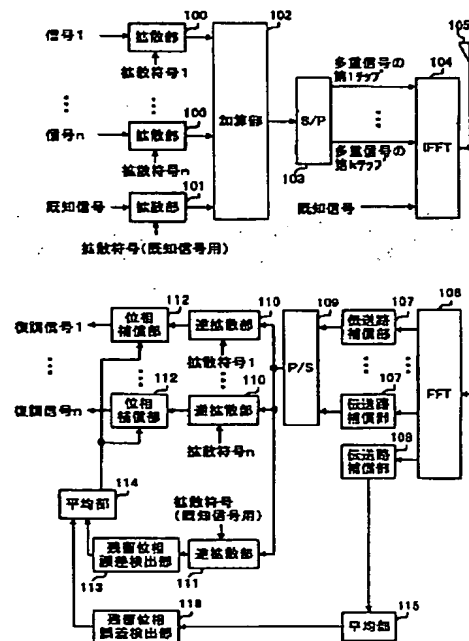 信号1
拡散部
100
拡散符号1
102
加算部
信号n
拡散部
100
拡散符号n
既知信号
拡散部
101
拡散符号(既知信号用)
S/P
103
多重信号の
第1チップ
多重信号の
第kチップ
既知信号
104
IFFT
105
復調信号1
112
位相
補償部
110
逆拡散部
拡散符号1
109
P/S
107
伝送路
補償部
106
FFT
復調信号n
112
位相
補償部
110
逆拡散部
拡散符号n
107
伝送路
補償部
108
伝送路
補償部
114
平均部
拡散符号
(既知信号用)
残留位相
誤差検出部
113
逆拡散部
111
116
残留位相
誤差検出部
115
平均部